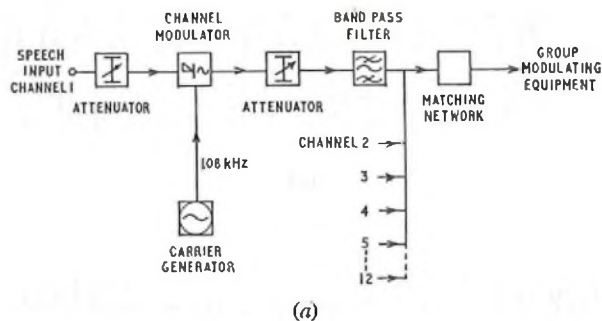 SPEECH
INPUT
CHANNEL I
ATTENUATOR
CHANNEL
MODULATOR
ATTENUATOR
BAND PASS
FILTER
MATCHING
NETWORK
GROUP
MODULATING
EQUIPMENT
108 kHz
CARRIER
GENERATOR
CHANNEL 2
3
4
5
12
(a)